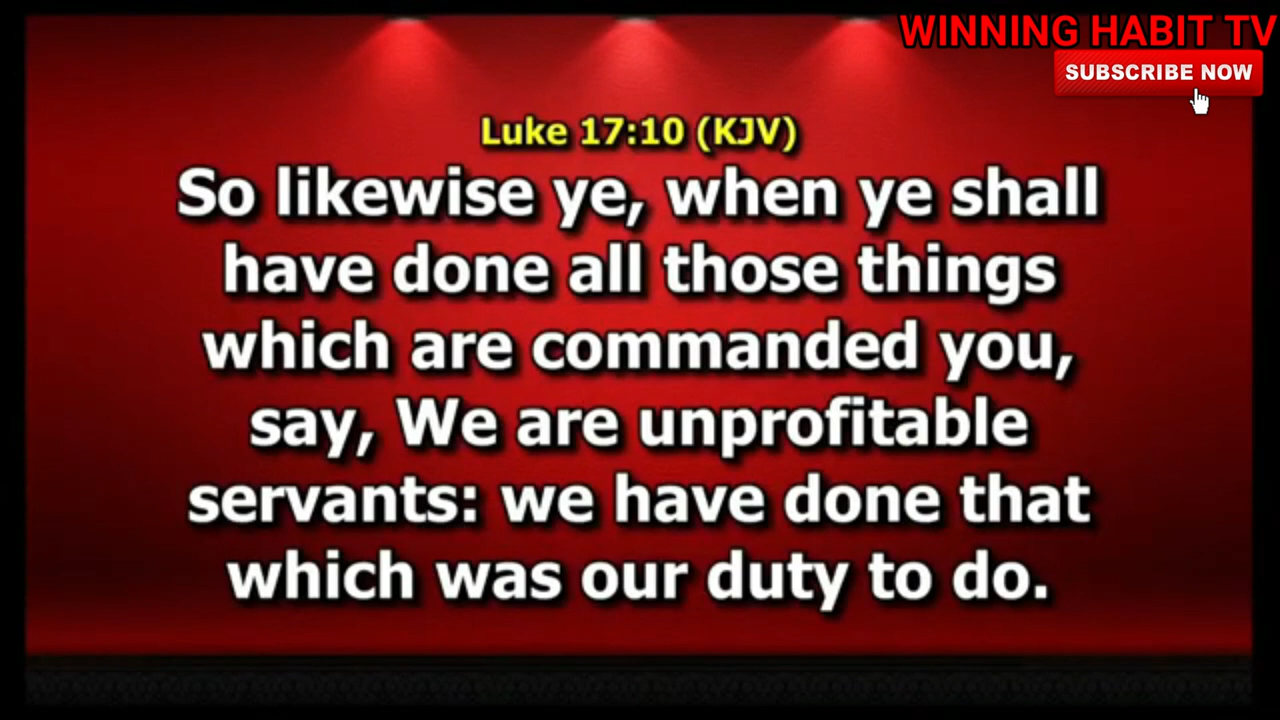 WINNING HABIT TV
SUBSCRIBE NOW
Luke 17:10 (KJV)
So likewise ye, when ye shall
have done all those things
which are commanded you,
say, We are unprofitable
servants: we have done that
which was our duty to do.